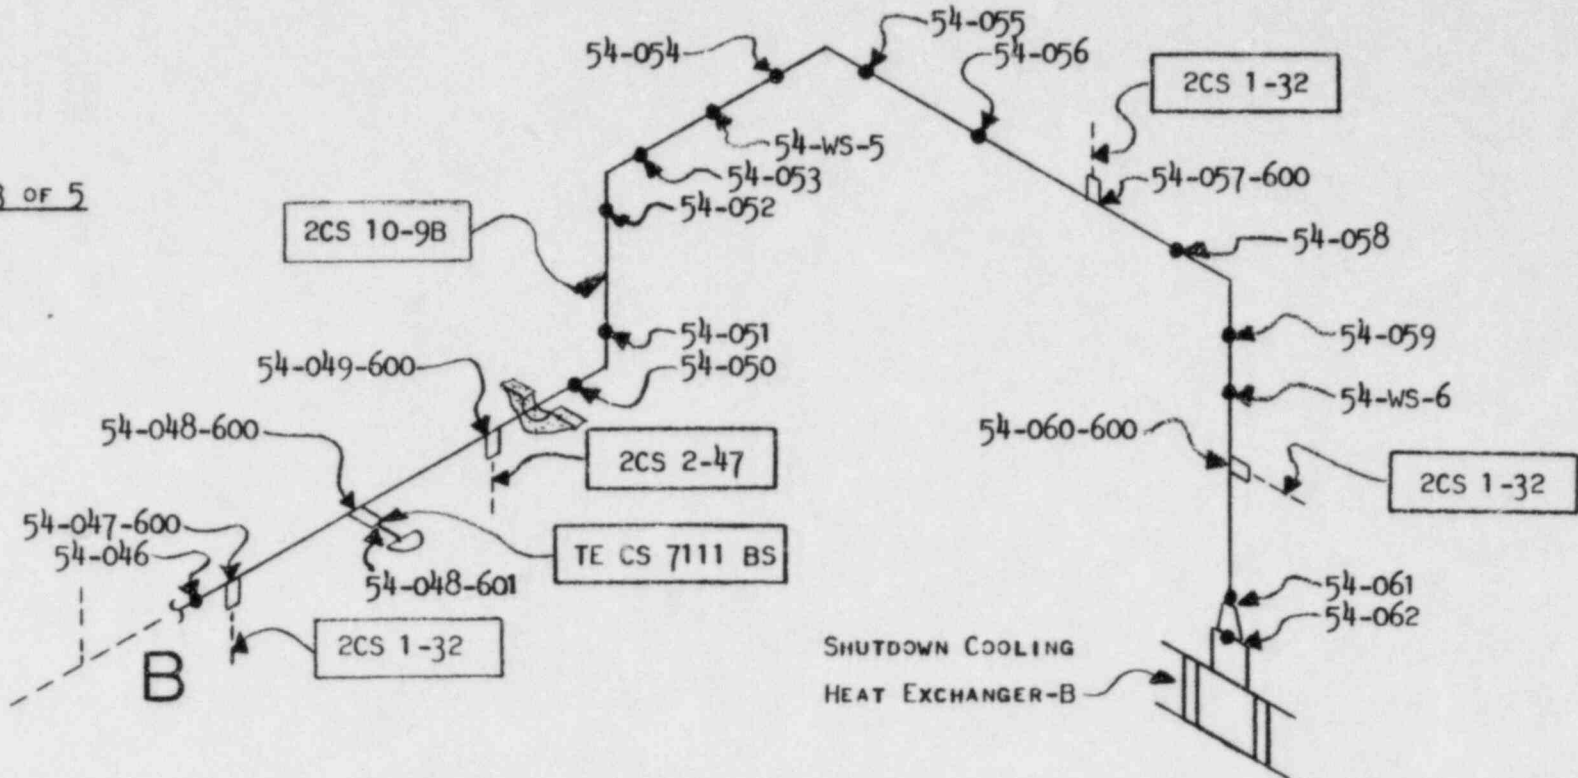 54-055
54-054
54-056
2CS 1-32
54-WS-5
54-053
54-057-600
OF 5
54-052
2CS 10-9B
54-058
54-051
54-059
54-049-600
54-050
54-WS-6
54-048-600
54-060-600
2CS 2-47
2CS 1-32
54-047-600
54-046
TE CS 7111 BS
54-048-601
54-061
54-062
2CS 1-32
SHUTDOWN COOLING
B
HEAT EXCHANGER-B